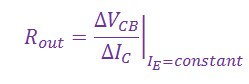 R_out = ΔV_CB / ΔI_C |_{I_E=constant}